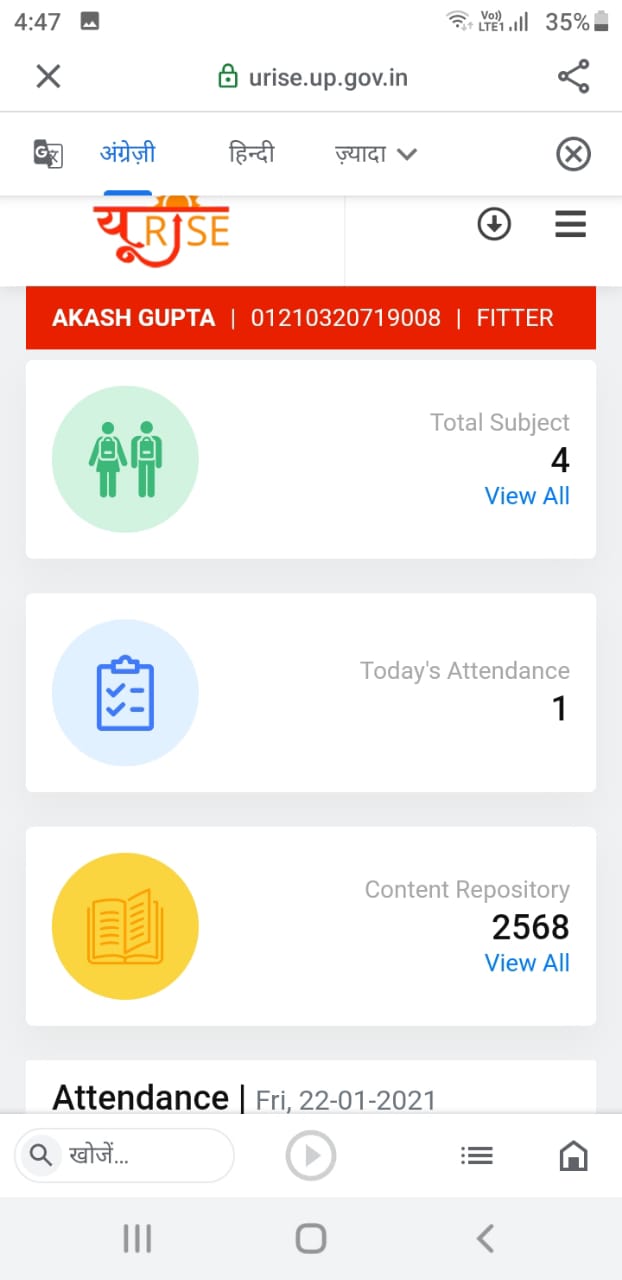 4:47 Vo)) LTE1 35%
urise.up.gov.in
अंग्रेज़ी हिन्दी ज़्यादा
यू RISE
AKASH GUPTA | 01210320719008 | FITTER
Total Subject
4
View All
Today's Attendance
1
Content Repository
2568
View All
Attendance | Fri, 22-01-2021
खोजें...